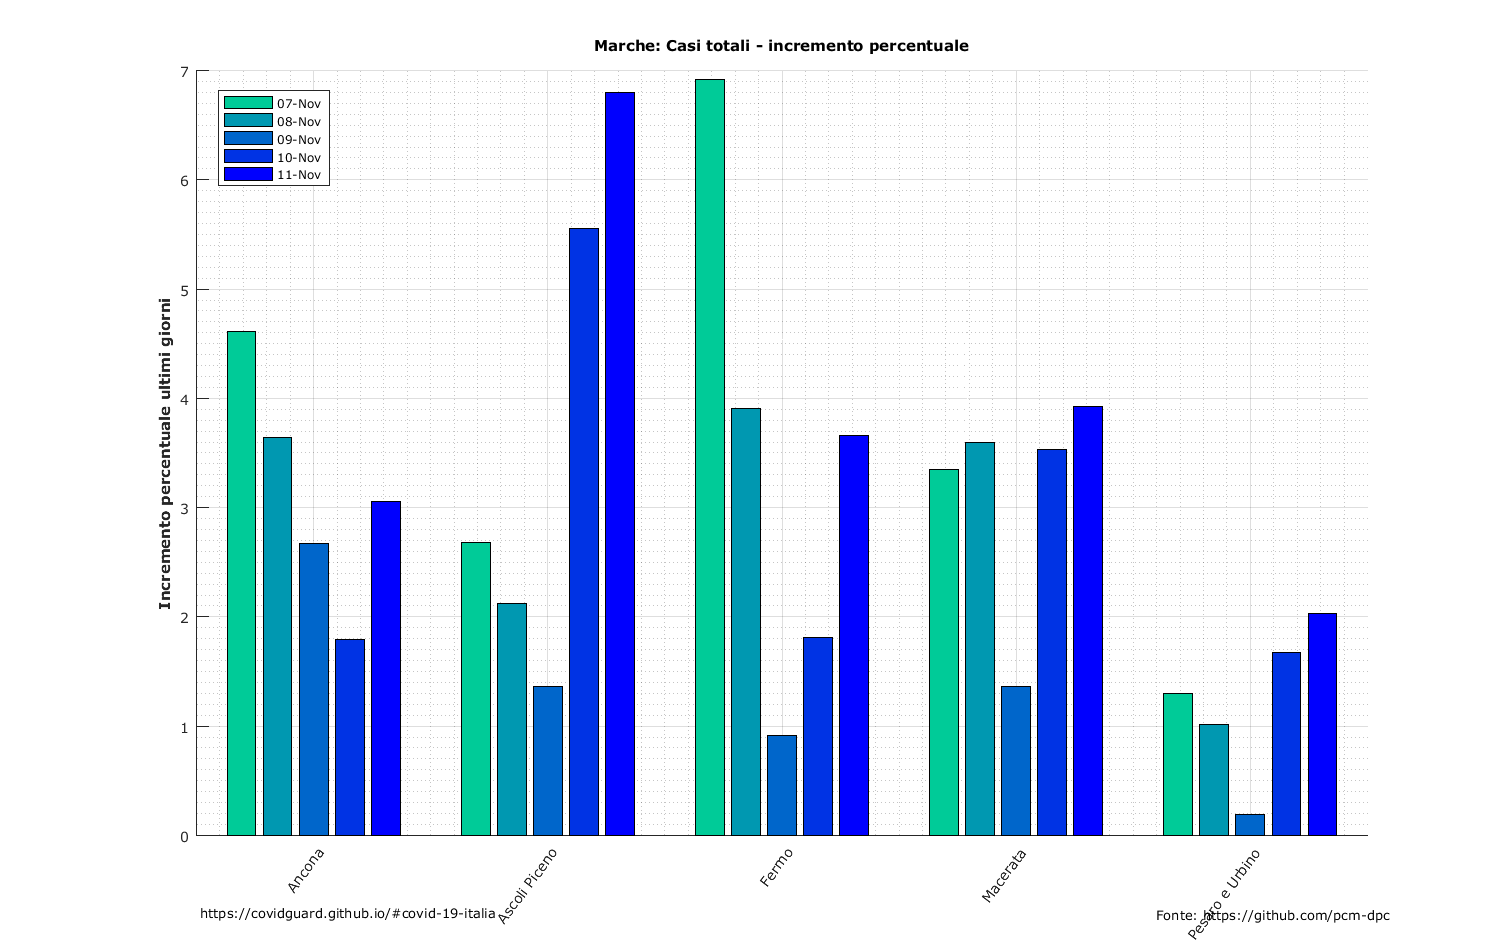 Marche: Casi totali - incremento percentuale
Incremento percentuale ultimi giorni
7
6
5
4
3
2
1
0
07-Nov
08-Nov
09-Nov
10-Nov
11-Nov
Ancona
Ascoli Piceno
Fermo
Macerata
Pesaro e Urbino
https://covidguard.github.io/#covid-19-italia
Fonte: https://github.com/pcm-dpc